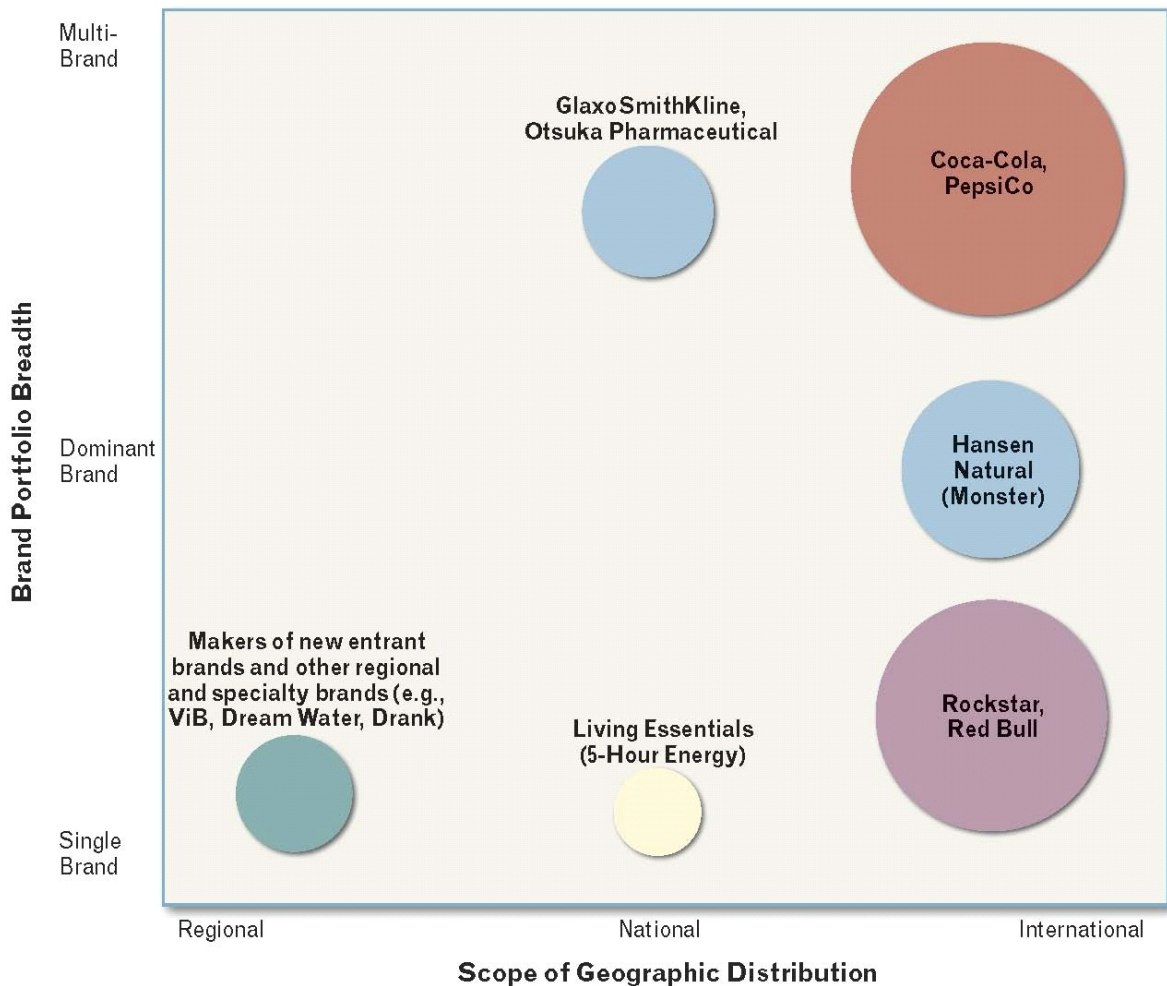 Multi-
Brand
GlaxoSmithKline,
Otsuka Pharmaceutical
Coca-Cola,
PepsiCo
Brand Portfolio Breadth
Dominant
Brand
Hansen
Natural
(Monster)
Makers of new entrant
brands and other regional
and specialty brands (e.g.,
ViB, Dream Water, Drank)
Living Essentials
(5-Hour Energy)
Rockstar,
Red Bull
Single
Brand
Regional
National
International
Scope of Geographic Distribution